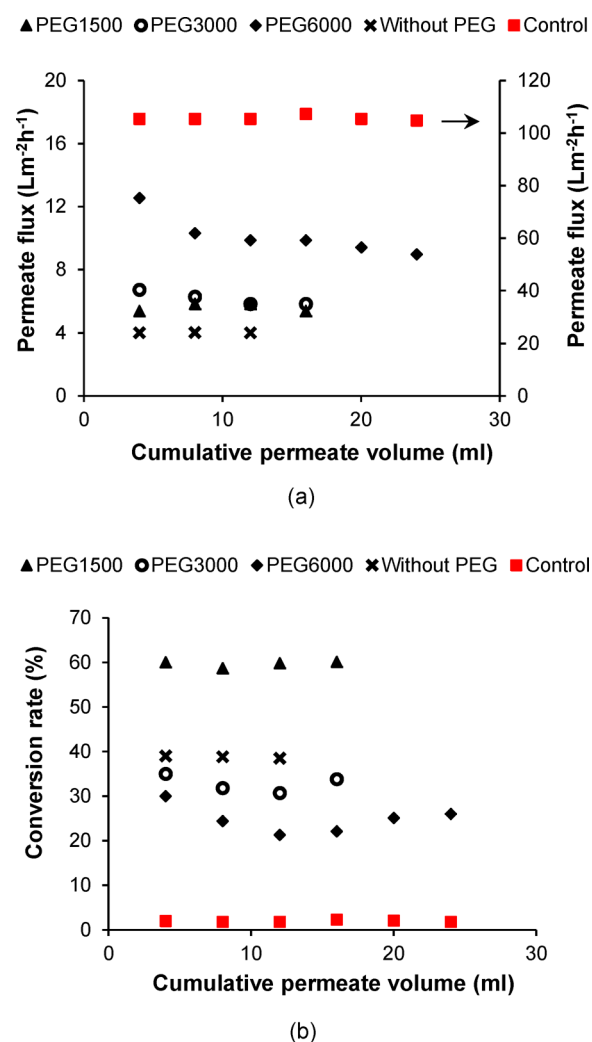 PEG1500 PEG3000 PEG6000 Without PEG Control
20
16
12
8
4
0
120
100
80
60
40
20
0
0 10 20 30
Permeate flux (Lm-2h-1)
Permeate flux (Lm-2h-1)
Cumulative permeate volume (ml)
(a)
PEG1500 PEG3000 PEG6000 Without PEG Control
70
60
50
40
30
20
10
0
0 10 20 30
Conversion rate (%)
Cumulative permeate volume (ml)
(b)